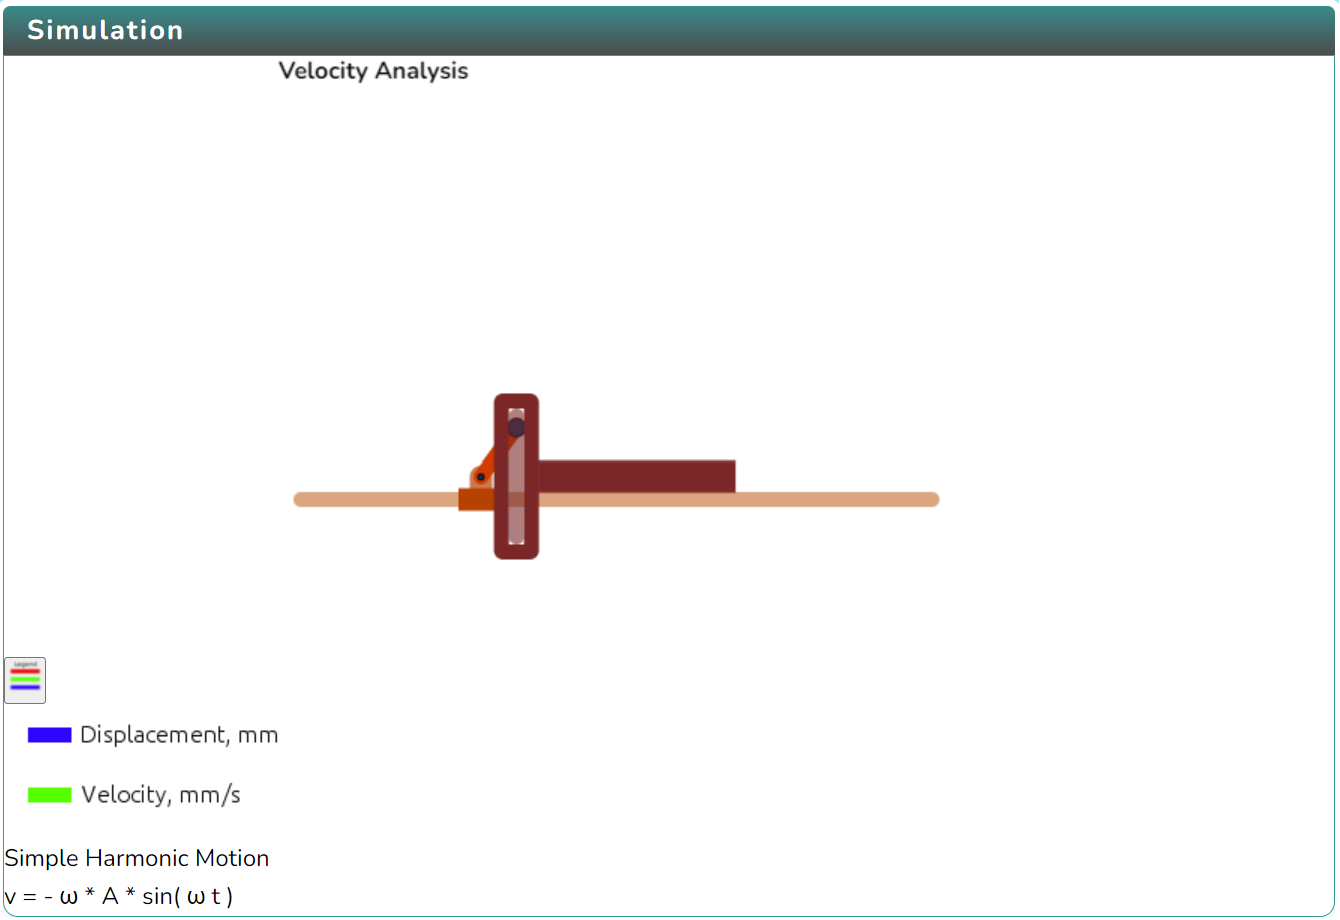 Simulation
Velocity Analysis
Legend
Displacement, mm
Velocity, mm/s
Simple Harmonic Motion
v = - ω * A * sin( ω t )